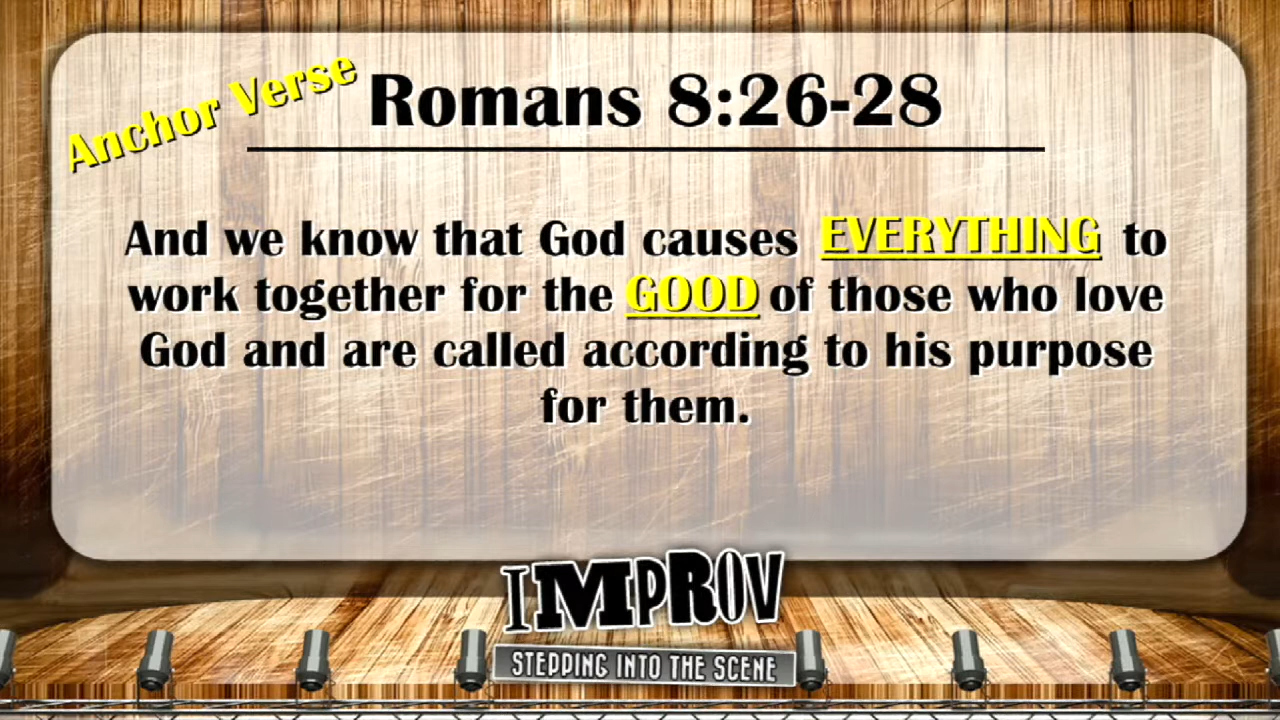 Anchor Verse
Romans 8:26-28
And we know that God causes EVERYTHING to
work together for the GOOD of those who love
God and are called according to his purpose
for them.
IMPROV
STEPPING INTO THE SCENE